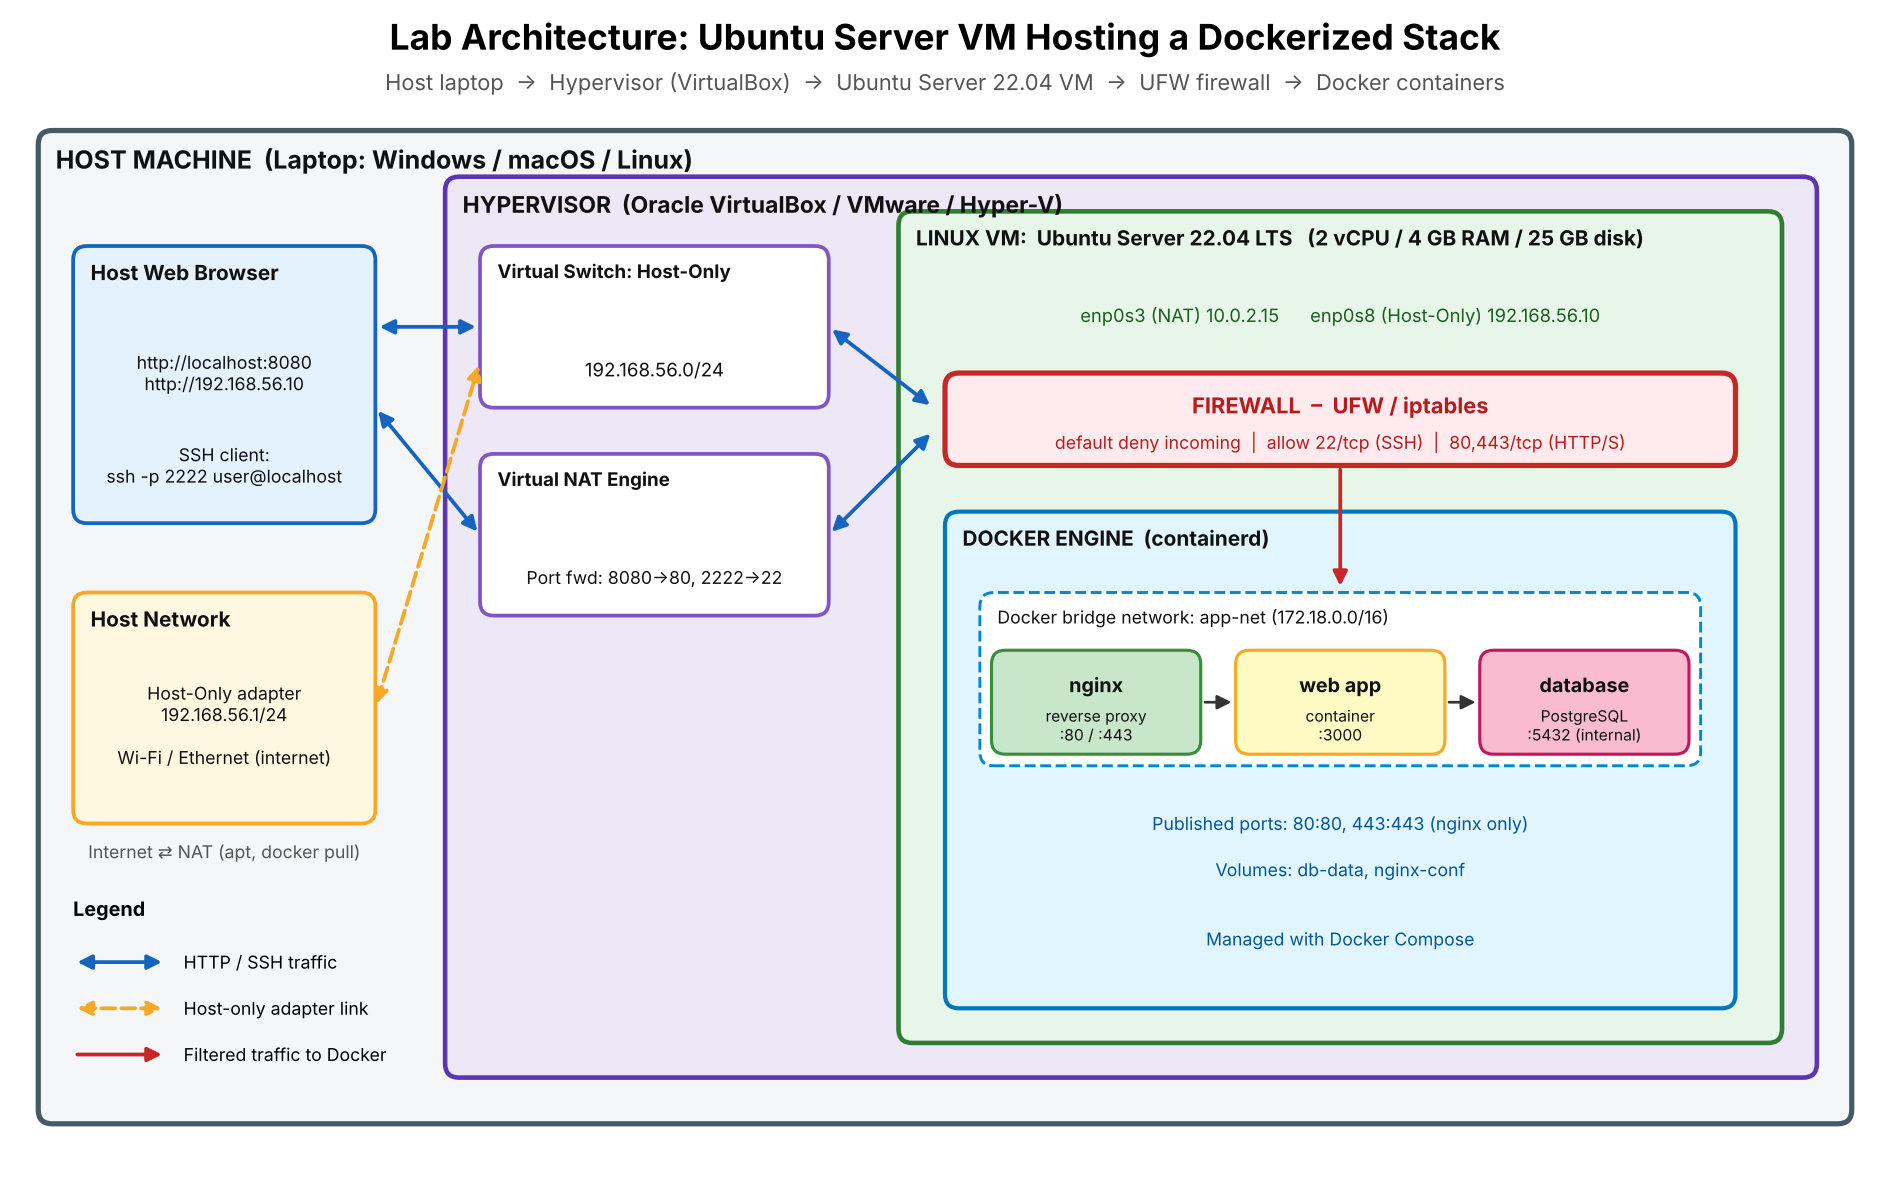 Lab Architecture: Ubuntu Server VM Hosting a Dockerized Stack
Host laptop → Hypervisor (VirtualBox) → Ubuntu Server 22.04 VM → UFW firewall → Docker containers
HOST MACHINE (Laptop: Windows / macOS / Linux)
HYPERVISOR (Oracle VirtualBox / VMware / Hyper-V)
LINUX VM: Ubuntu Server 22.04 LTS (2 vCPU / 4 GB RAM / 25 GB disk)
Host Web Browser
http://localhost:8080
http://192.168.56.10
SSH client:
ssh -p 2222 user@localhost
Virtual Switch: Host-Only
192.168.56.0/24
Virtual NAT Engine
Port fwd: 8080→80, 2222→22
enp0s3 (NAT) 10.0.2.15 enp0s8 (Host-Only) 192.168.56.10
FIREWALL – UFW / iptables
default deny incoming | allow 22/tcp (SSH) | 80,443/tcp (HTTP/S)
DOCKER ENGINE (containerd)
Docker bridge network: app-net (172.18.0.0/16)
nginx
reverse proxy
:80 / :443
web app
container
:3000
database
PostgreSQL
:5432 (internal)
Published ports: 80:80, 443:443 (nginx only)
Volumes: db-data, nginx-conf
Managed with Docker Compose
Host Network
Host-Only adapter
192.168.56.1/24
Wi-Fi / Ethernet (internet)
Internet ⇄ NAT (apt, docker pull)
Legend
HTTP / SSH traffic
Host-only adapter link
Filtered traffic to Docker